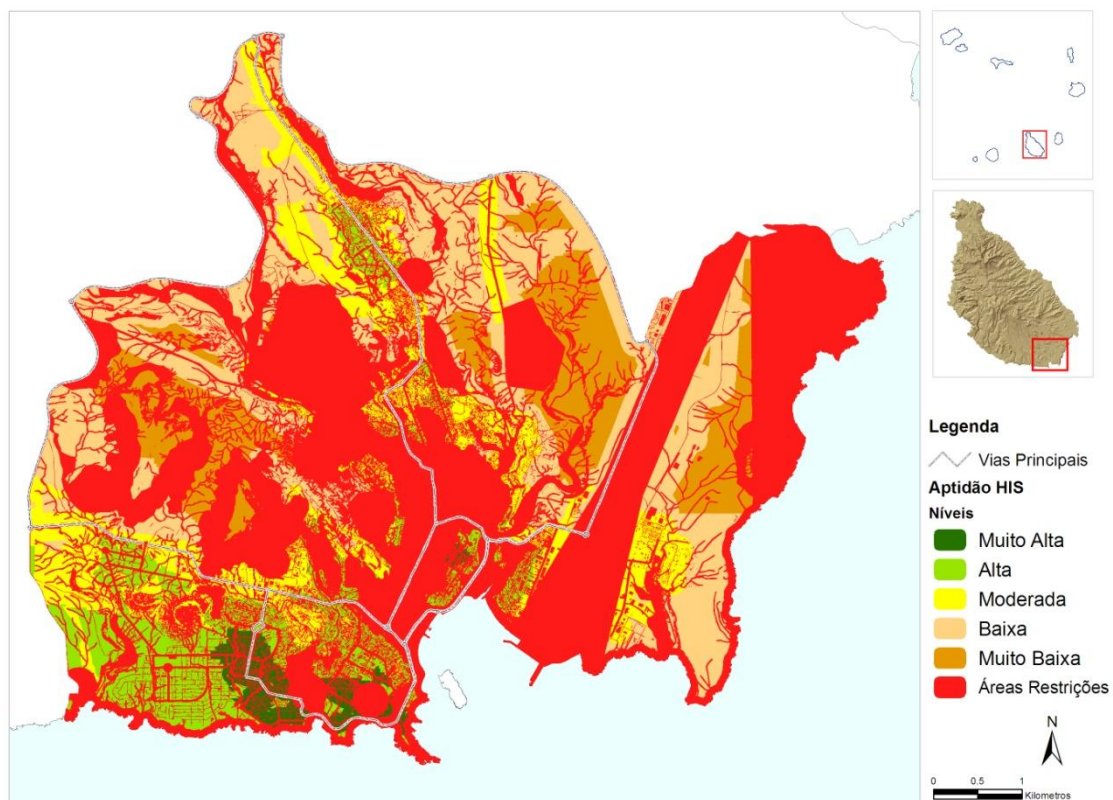 Legenda
Vias Principais
Aptidão HIS
Níveis
Muito Alta
Alta
Moderada
Baixa
Muito Baixa
Áreas Restrições
N
0 0.5 1
Kilometros